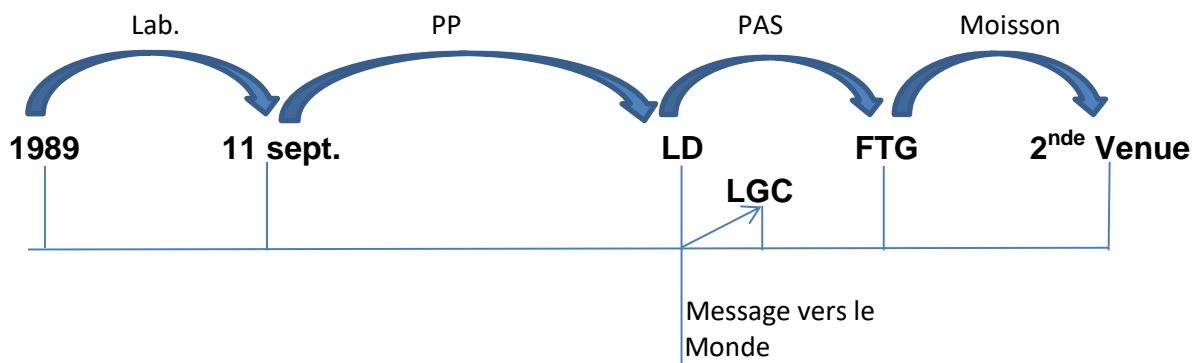 Lab. PP PAS Moisson
1989 11 sept. LD FTG 2nde Venue
LGC
Message vers le
Monde